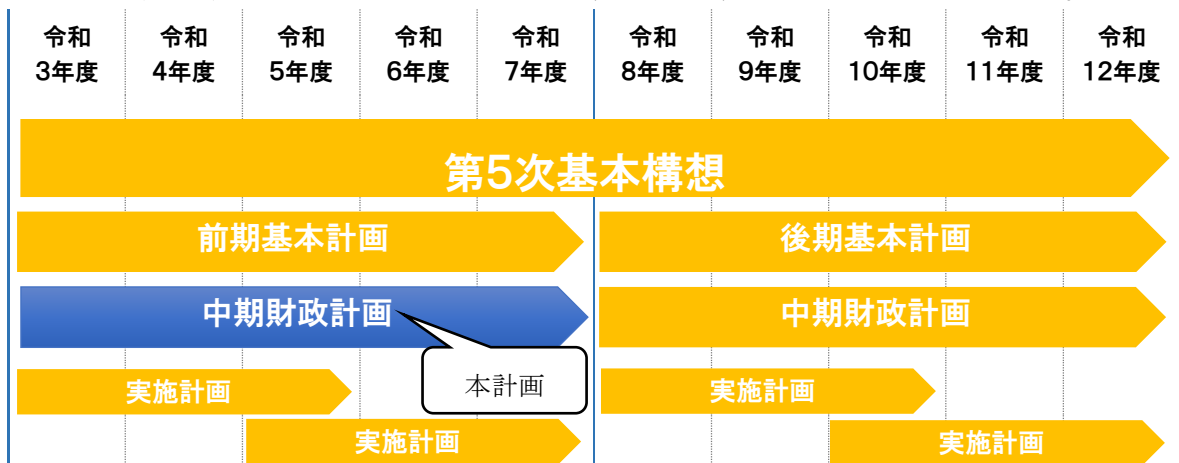 令和 令和 令和 令和 令和 令和 令和 令和 令和 令和
3年度 4年度 5年度 6年度 7年度 8年度 9年度 10年度 11年度 12年度
第5次基本構想
前期基本計画 後期基本計画
中期財政計画 中期財政計画
本計画
実施計画 実施計画
実施計画 実施計画